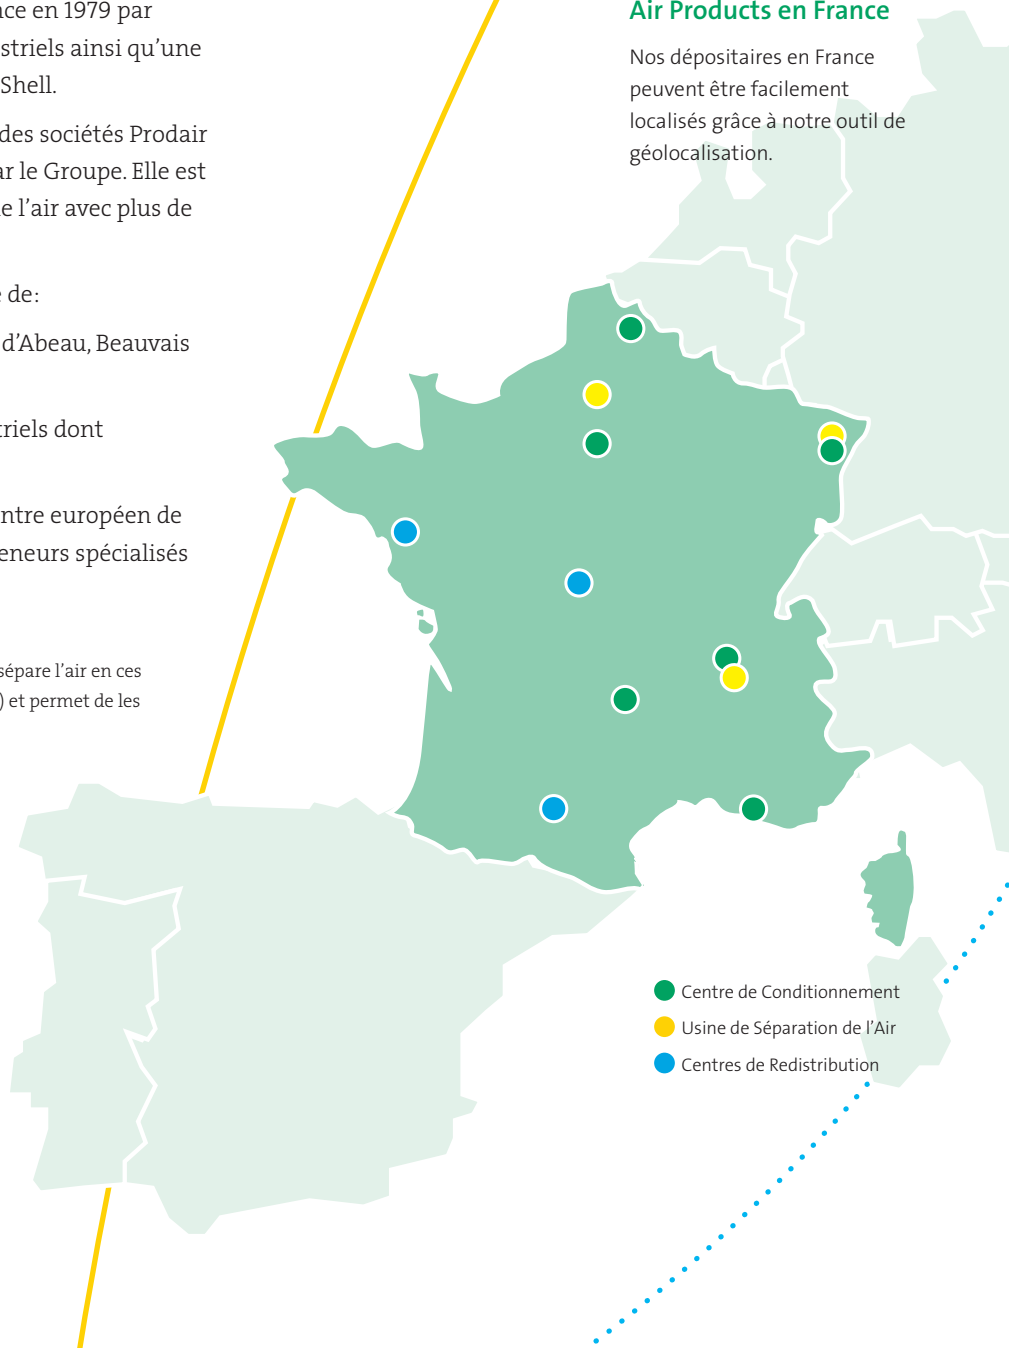 nce en 1979 par
striels ainsi qu’une
Shell.
des sociétés Prodair
ar le Groupe. Elle est
e l’air avec plus de
e de:
d’Abeau, Beauvais
triels dont
entre européen de
eneurs spécialisés
sépare l’air en ces
) et permet de les
Air Products en France
Nos dépositaires en France
peuvent être facilement
localisés grâce à notre outil de
géolocalisation.
Centre de Conditionnement
Usine de Séparation de l’Air
Centres de Redistribution